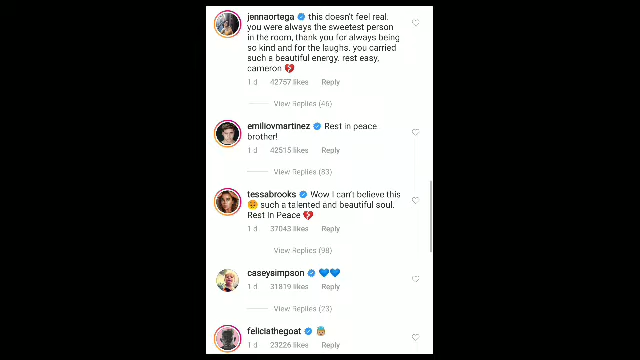 jennaortega this doesn't feel real.
you were always the sweetest person
in the room, thank you for always being
so kind and for the laughs. you carried
such a beautiful energy. rest easy,
cameron 💔
1 d 42757 likes Reply
View Replies (46)
emiliovmartinez Rest in peace
brother!
1 d 42515 likes Reply
View Replies (83)
tessabrooks Wow I can't believe this
😞 such a talented and beautiful soul.
Rest In Peace 💔
1 d 37043 likes Reply
View Replies (98)
caseysimpson 💙💙
1 d 31819 likes Reply
View Replies (23)
feliciathegoat 👼
1 d 23226 likes Reply